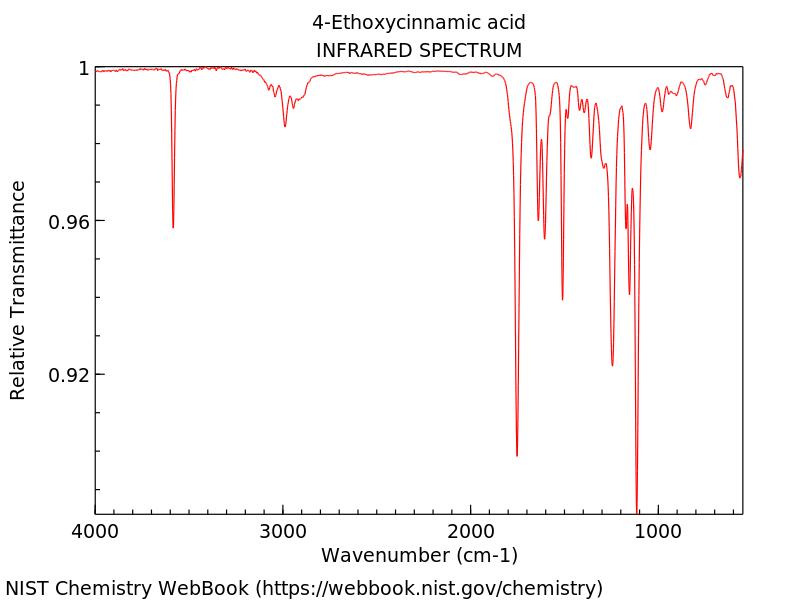 4-Ethoxycinnamic acid
INFRARED SPECTRUM
1
0.96
0.92
Relative Transmittance
4000 3000 2000 1000
Wavenumber (cm-1)
NIST Chemistry WebBook (https://webbook.nist.gov/chemistry)